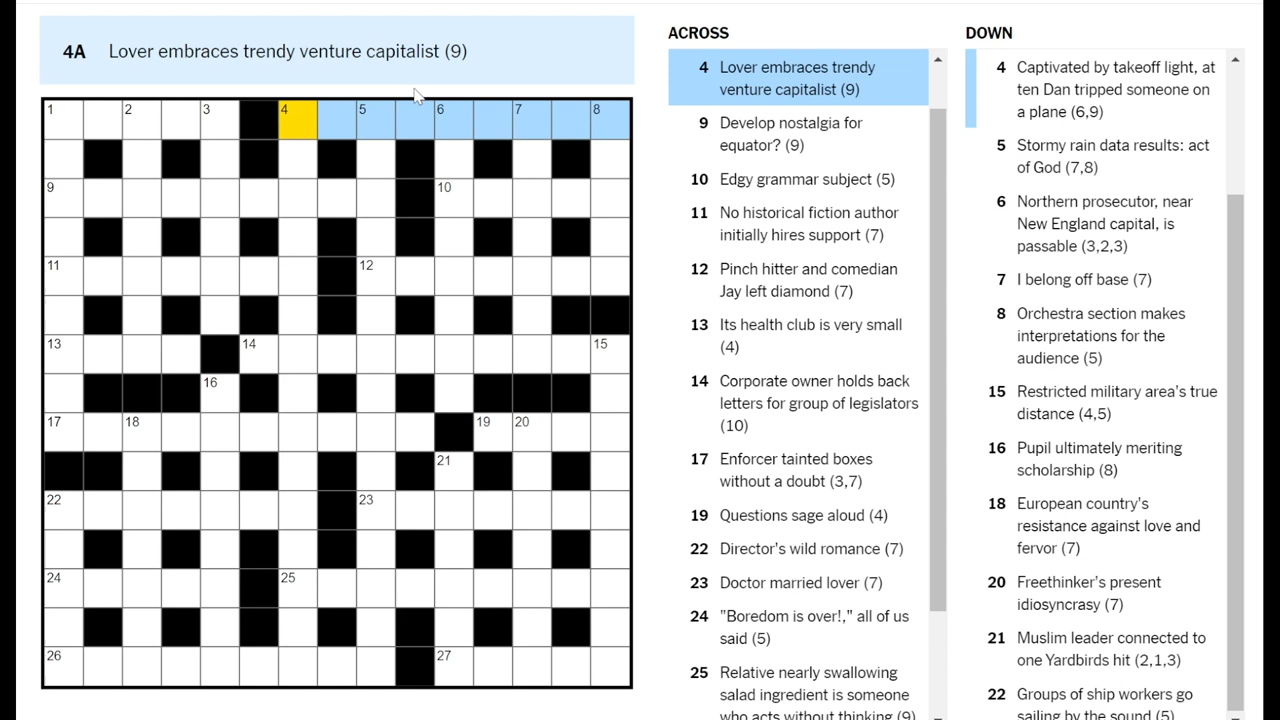 4A Lover embraces trendy venture capitalist (9)
1 2 3 4 5 6 7 8
9 10
11 12
13 14 15
16
17 18 19 20
21
22 23
24 25
26 27
ACROSS
4 Lover embraces trendy
venture capitalist (9)
9 Develop nostalgia for
equator? (9)
10 Edgy grammar subject (5)
11 No historical fiction author
initially hires support (7)
12 Pinch hitter and comedian
Jay left diamond (7)
13 Its health club is very small
(4)
14 Corporate owner holds back
letters for group of legislators
(10)
17 Enforcer tainted boxes
without a doubt (3,7)
19 Questions sage aloud (4)
22 Director's wild romance (7)
23 Doctor married lover (7)
24 "Boredom is over!," all of us
said (5)
25 Relative nearly swallowing
salad ingredient is someone
who acts without thinking (9)
DOWN
4 Captivated by takeoff light, at
ten Dan tripped someone on
a plane (6,9)
5 Stormy rain data results: act
of God (7,8)
6 Northern prosecutor, near
New England capital, is
passable (3,2,3)
7 I belong off base (7)
8 Orchestra section makes
interpretations for the
audience (5)
15 Restricted military area's true
distance (4,5)
16 Pupil ultimately meriting
scholarship (8)
18 European country's
resistance against love and
fervor (7)
20 Freethinker's present
idiosyncrasy (7)
21 Muslim leader connected to
one Yardbirds hit (2,1,3)
22 Groups of ship workers go
sailing by the sound (5)